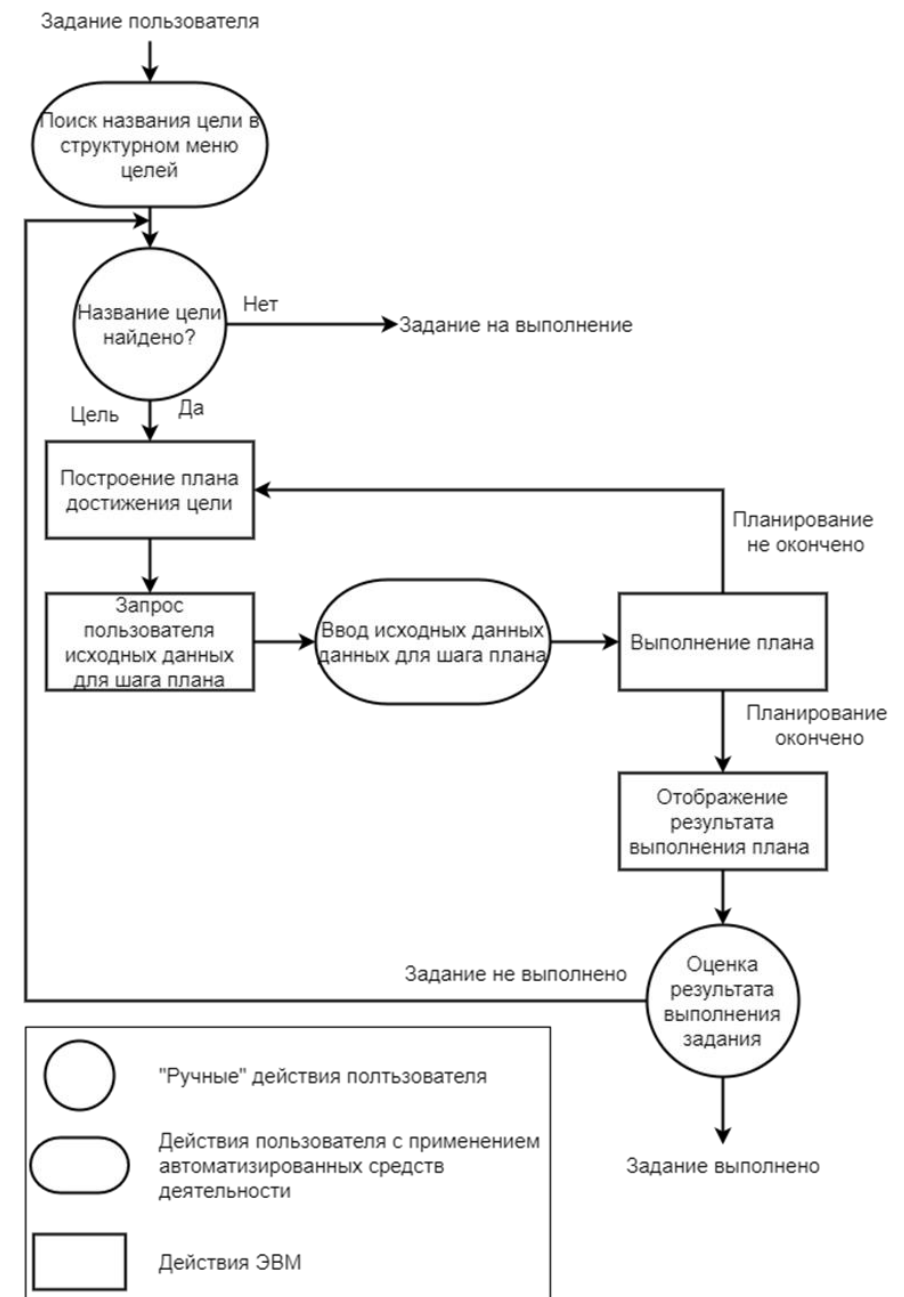 Задание пользователя
Поиск названия цели в
структурном меню
целей
Название цели
найдено?
Нет
Задание на выполнение
Цель
Да
Построение плана
достижения цели
Планирование
не окончено
Запрос
пользователя
исходных данных
для шага плана
Ввод исходных данных
данных для шага плана
Выполнение плана
Планирование
окончено
Отображение
результата
выполнения плана
Задание не выполнено
Оценка
результата
выполнения
задания
Задание выполнено
"Ручные" действия полтьзователя
Действия пользователя с применением
автоматизированных средств
деятельности
Действия ЭВМ